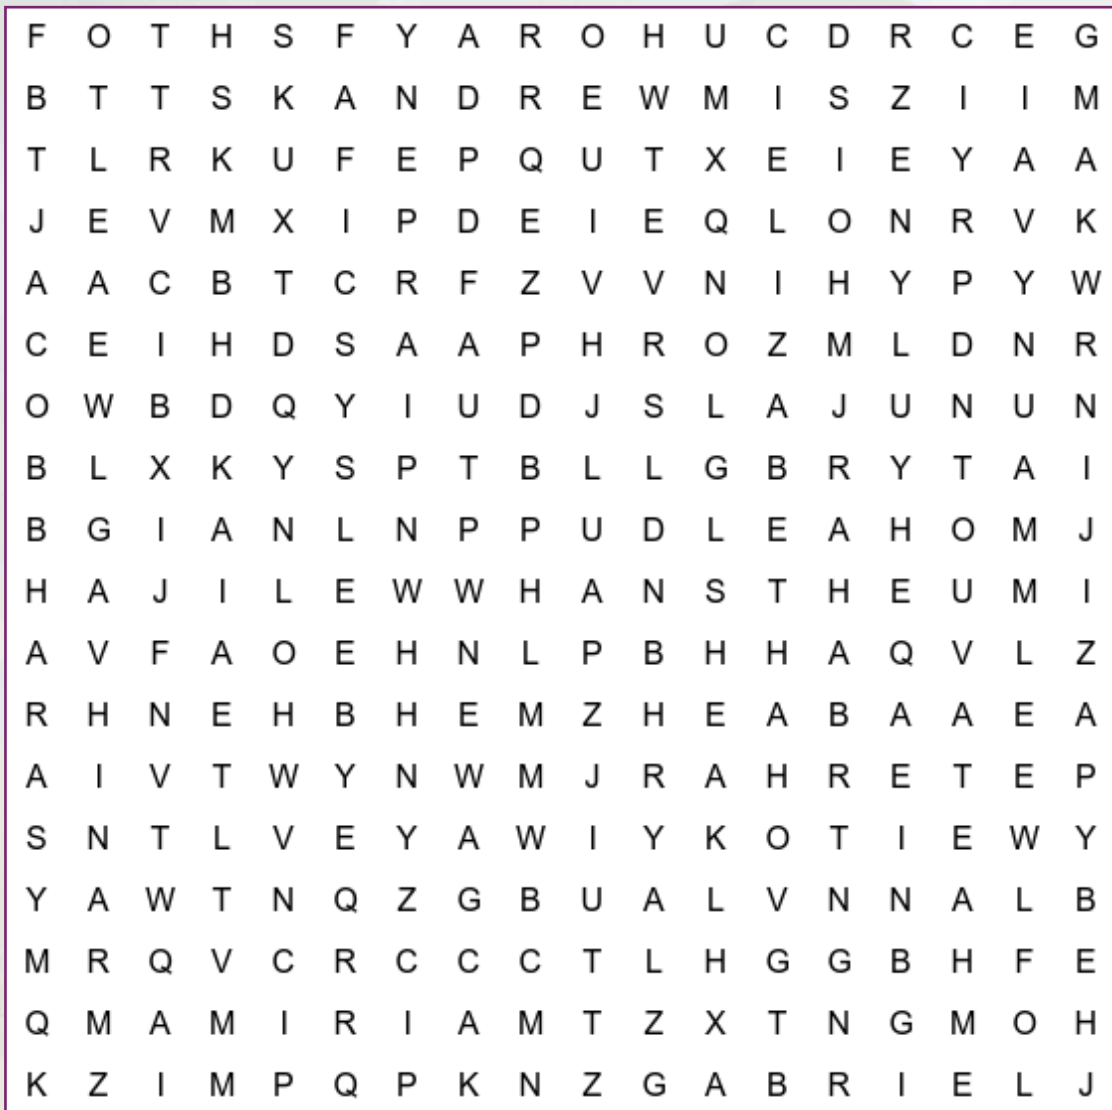 F O T H S F Y A R O H U C D R C E G
B T T S K A N D R E W M I S Z I I M
T L R K U F E P Q U T X E I E Y A A
J E V M X I P D E I E Q L O N R V K
A A C B T C R F Z V V N I H Y P Y W
C E I H D S A A P H R O Z M L D N R
O W B D Q Y I U D J S L A J U N U N
B L X K Y S P T B L L G B R Y T A I
B G I A N L N P P U D L E A H O M J
H A J I L E W W H A N S T H E U M I
A V F A O E H N L P B H H A Q V L Z
R H N E H B H E M Z H E A B A A E A
A I V T W Y N W M J R A H R E T E P
S N T L V E Y A W I Y K O T I E W Y
Y A W T N Q Z G B U A L V N N A L B
M R Q V C R C C C T L H G G B H F E
Q M A M I R I A M T Z X T N G M O H
K Z I M P Q P K N Z G A B R I E L J